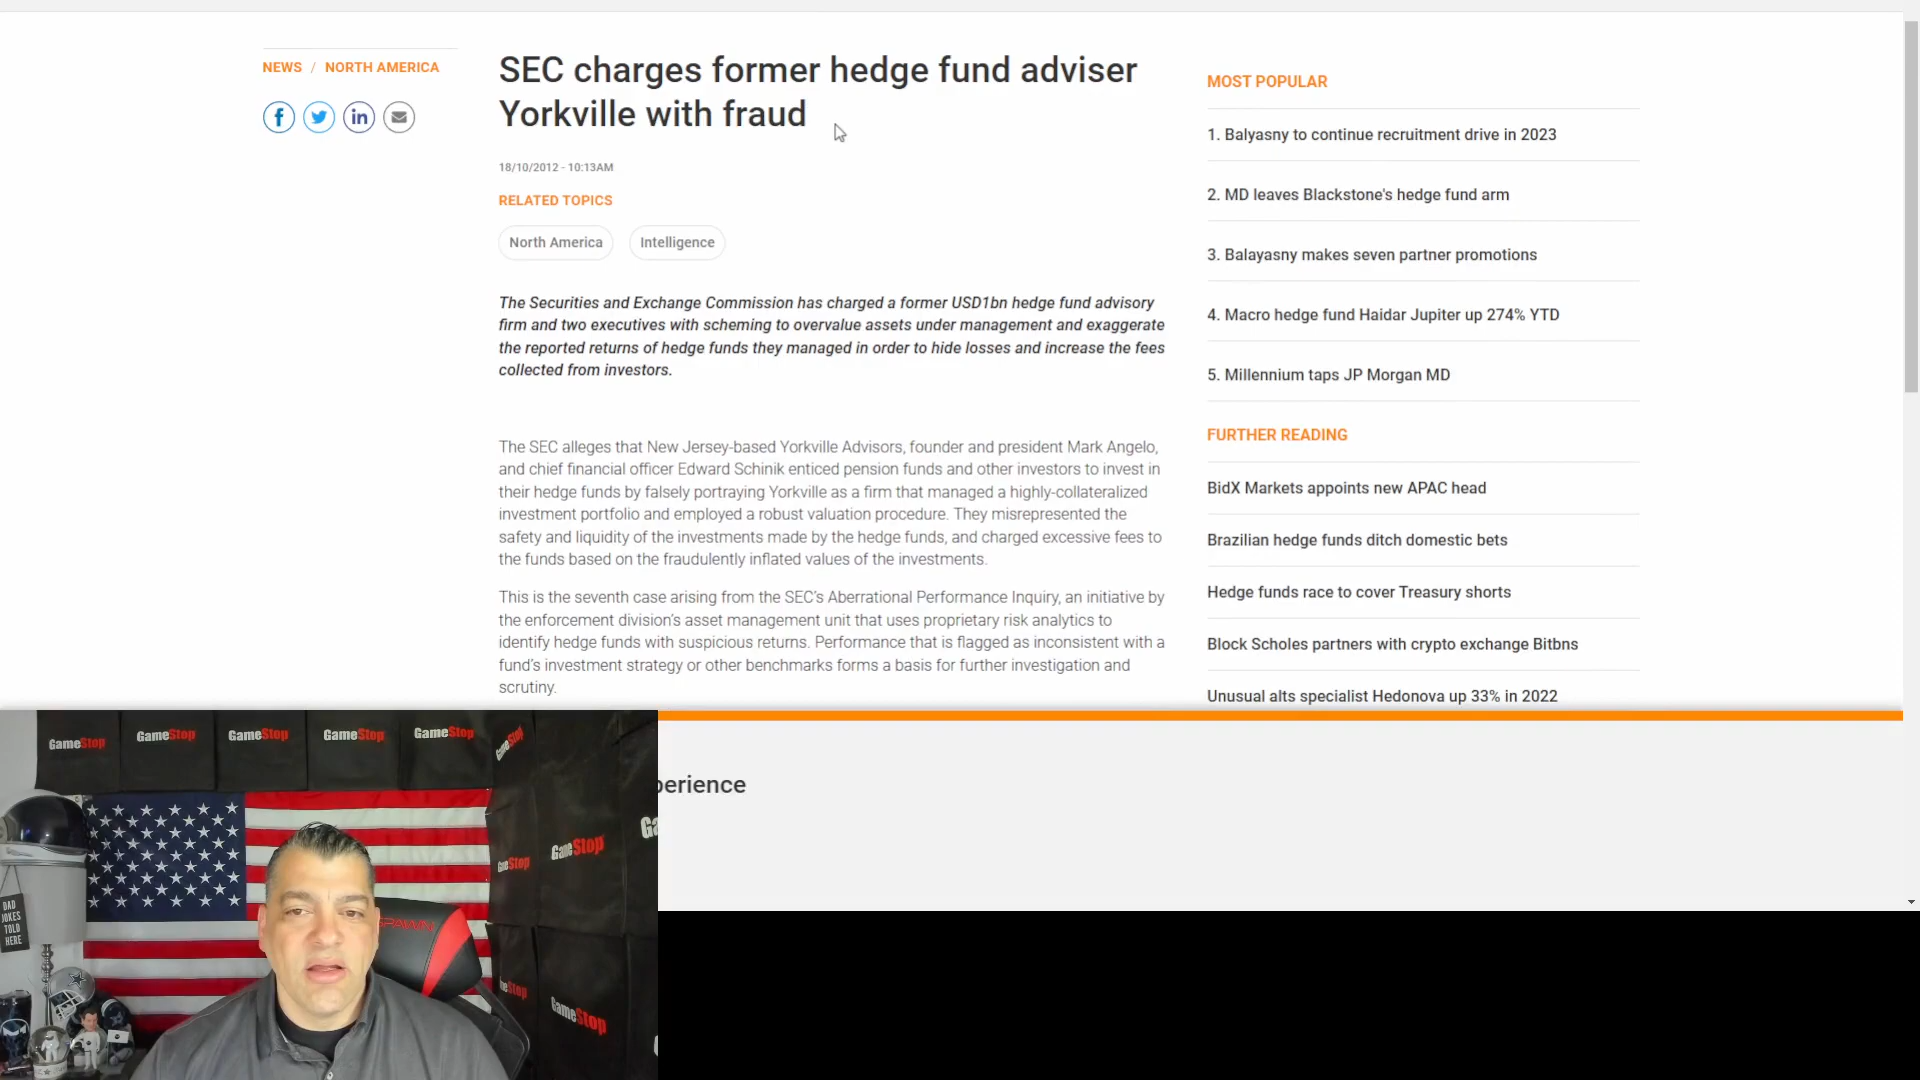 NEWS / NORTH AMERICA
SEC charges former hedge fund adviser
Yorkville with fraud
18/10/2012 - 10:13AM
RELATED TOPICS
North America
Intelligence
The Securities and Exchange Commission has charged a former USD1bn hedge fund advisory
firm and two executives with scheming to overvalue assets under management and exaggerate
the reported returns of hedge funds they managed in order to hide losses and increase the fees
collected from investors.
The SEC alleges that New Jersey-based Yorkville Advisors, founder and president Mark Angelo,
and chief financial officer Edward Schinik enticed pension funds and other investors to invest in
their hedge funds by falsely portraying Yorkville as a firm that managed a highly-collateralized
investment portfolio and employed a robust valuation procedure. They misrepresented the
safety and liquidity of the investments made by the hedge funds, and charged excessive fees to
the funds based on the fraudulently inflated values of the investments.
This is the seventh case arising from the SEC's Aberrational Performance Inquiry, an initiative by
the enforcement division's asset management unit that uses proprietary risk analytics to
identify hedge funds with suspicious returns. Performance that is flagged as inconsistent with a
fund's investment strategy or other benchmarks forms a basis for further investigation and
scrutiny.
MOST POPULAR
1. Balyasny to continue recruitment drive in 2023
2. MD leaves Blackstone's hedge fund arm
3. Balayasny makes seven partner promotions
4. Macro hedge fund Haidar Jupiter up 274% YTD
5. Millennium taps JP Morgan MD
FURTHER READING
BidX Markets appoints new APAC head
Brazilian hedge funds ditch domestic bets
Hedge funds race to cover Treasury shorts
Block Scholes partners with crypto exchange Bitbns
Unusual alts specialist Hedonova up 33% in 2022
perience
GameStop
GameStop
GameStop
GameStop
GameStop
GameStop
GameStop
GameStop
GameStop
DAD
JOKES
TOLD
HERE